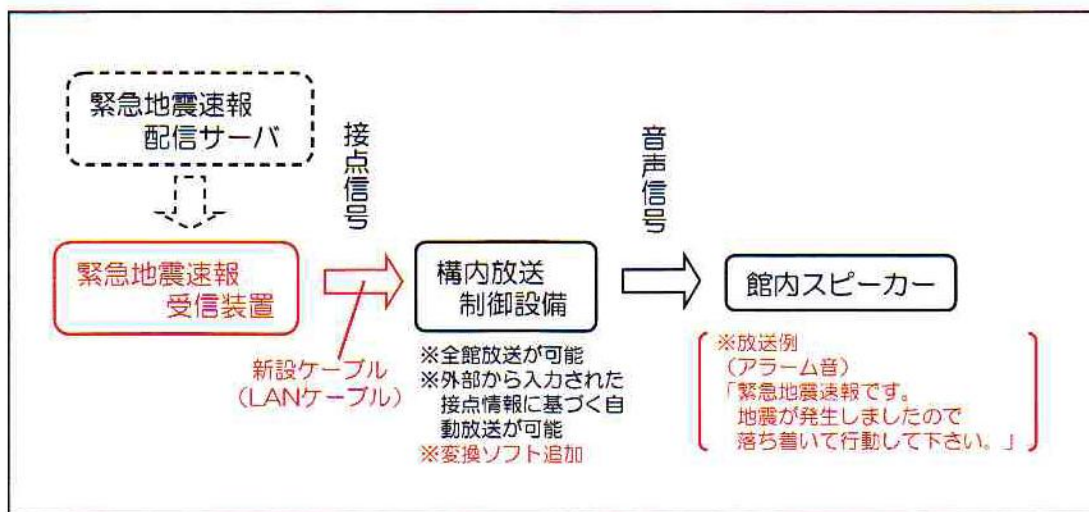 緊急地震速報
配信サーバ
接点信号
音声信号
緊急地震速報
受信装置
構内放送
制御設備
館内スピーカー
新設ケーブル
(LANケーブル)
※全館放送が可能
※外部から入力された
接点情報に基づく自
動放送が可能
※変換ソフト追加
※放送例
(アラーム音)
「緊急地震速報です。
地震が発生しましたので
落ち着いて行動して下さい。」